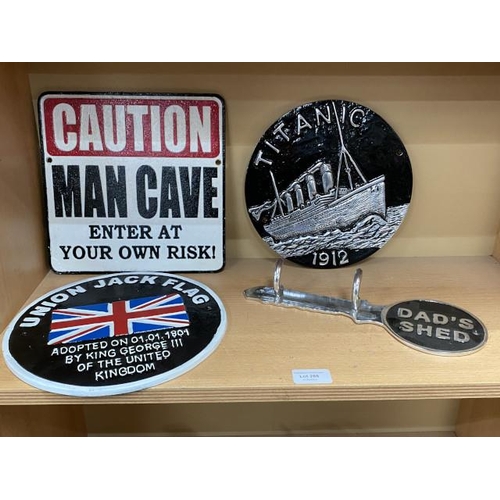 CAUTION
MAN CAVE
ENTER AT
YOUR OWN RISK!
TITANIC
1912
UNION JACK FLAG
ADOPTED ON 01.01.1801
BY KING GEORGE III
OF THE UNITED
KINGDOM
DAD'S
SHED